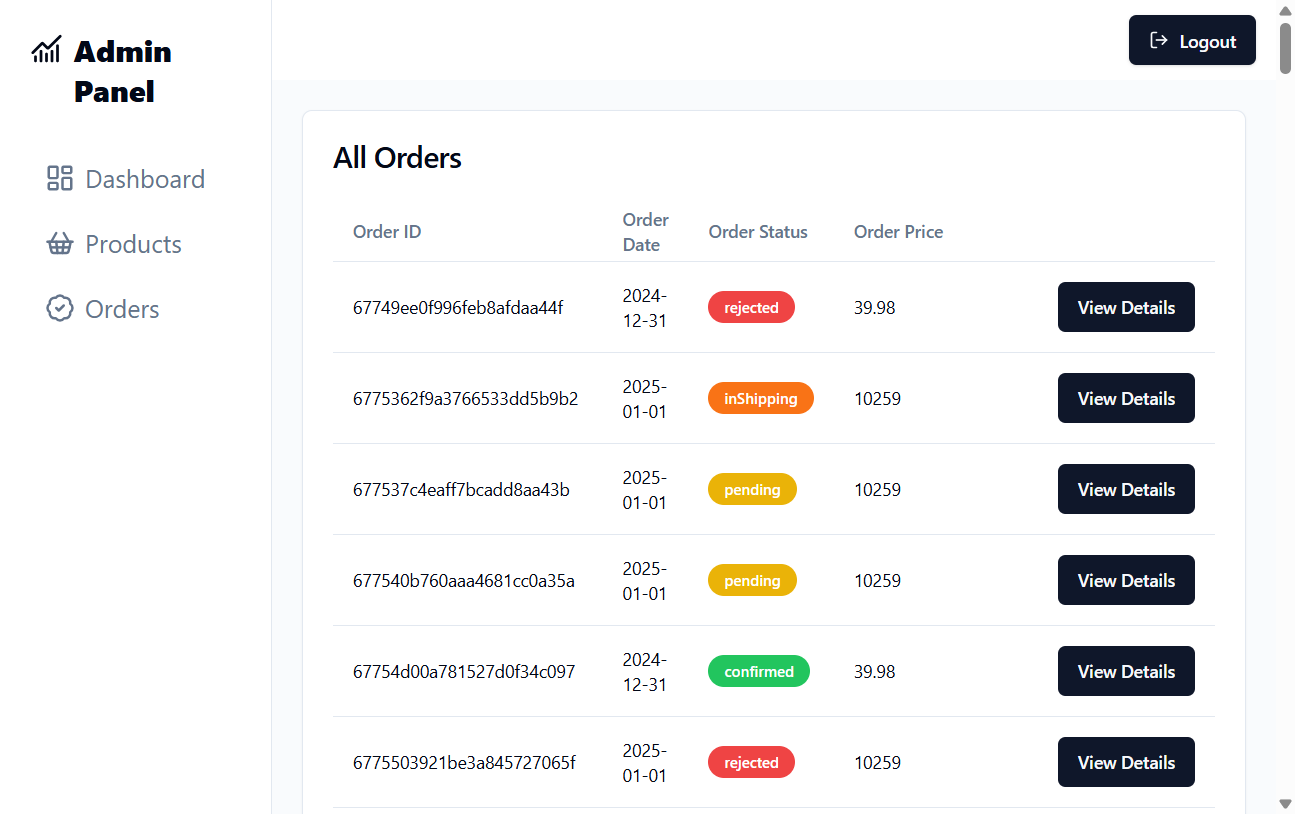 Admin
Panel
Logout
Dashboard
Products
Orders
All Orders
Order ID
Order
Date
Order Status
Order Price
67749ee0f996feb8afdaa44f
2024-
12-31
rejected
39.98
View Details
6775362f9a3766533dd5b9b2
2025-
01-01
inShipping
10259
View Details
677537c4eaff7bcadd8aa43b
2025-
01-01
pending
10259
View Details
677540b760aaa4681cc0a35a
2025-
01-01
pending
10259
View Details
67754d00a781527d0f34c097
2024-
12-31
confirmed
39.98
View Details
6775503921be3a845727065f
2025-
01-01
rejected
10259
View Details